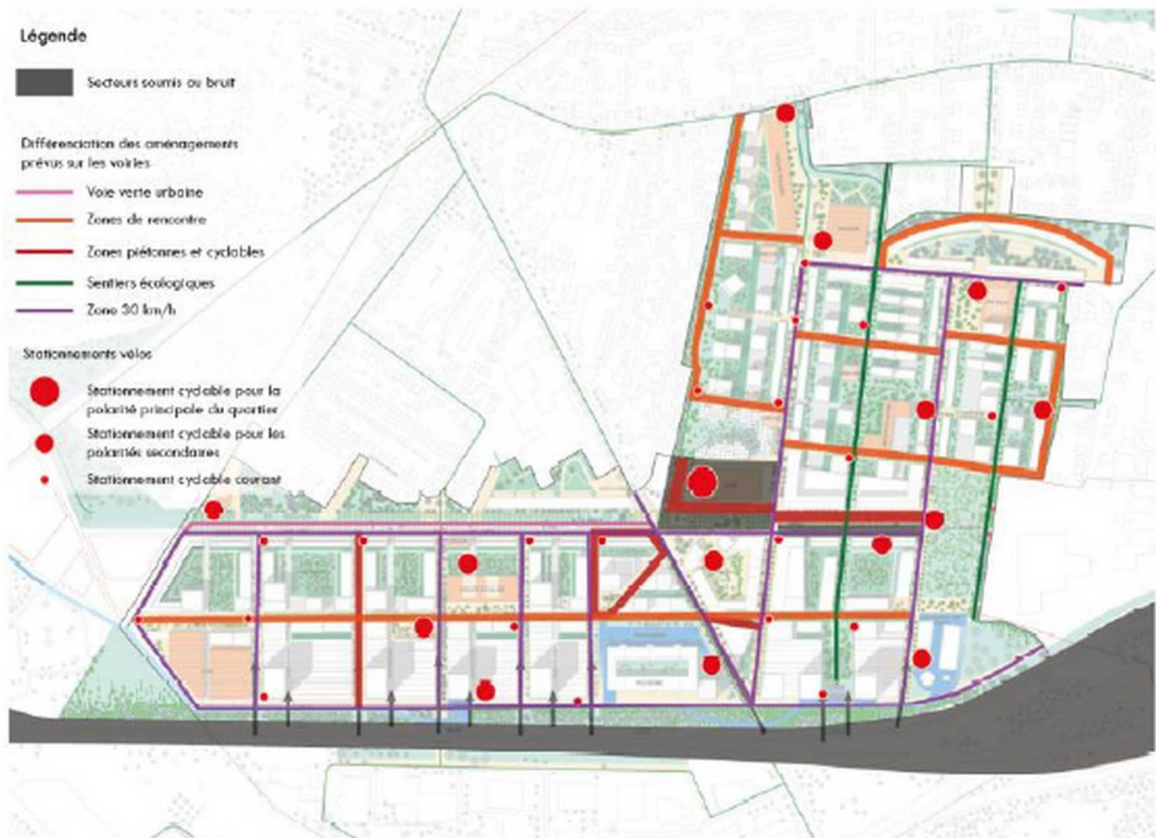 Légende
Secteurs soumis au bruit
Différenciation des aménagements
prévus sur les voiries
Voie verte urbaine
Zones de rencontre
Zones piétonnes et cyclables
Sentiers écologiques
Zone 30 km/h
Stationnements vélos
Stationnement cyclable pour la
polarité principale du quartier
Stationnement cyclable pour les
polarités secondaires
Stationnement cyclable courant